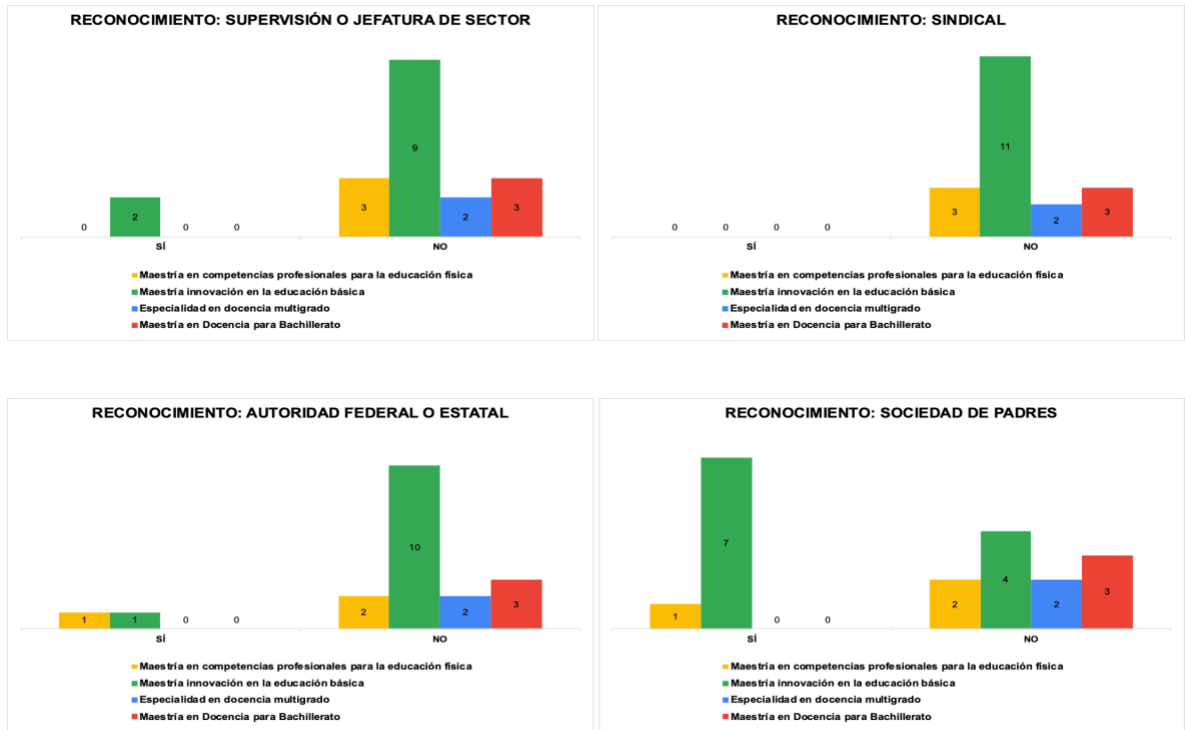 RECONOCIMIENTO: SUPERVISIÓN O JEFATURA DE SECTOR
0 2 0 0 3 9 2 3
SÍ NO
Maestría en competencias profesionales para la educación física
Maestría innovación en la educación básica
Especialidad en docencia multigrado
Maestría en Docencia para Bachillerato
RECONOCIMIENTO: SINDICAL
0 0 0 0 3 11 2 3
SÍ NO
Maestría en competencias profesionales para la educación física
Maestría innovación en la educación básica
Especialidad en docencia multigrado
Maestría en Docencia para Bachillerato
RECONOCIMIENTO: AUTORIDAD FEDERAL O ESTATAL
1 1 0 0 2 10 2 3
SÍ NO
Maestría en competencias profesionales para la educación física
Maestría innovación en la educación básica
Especialidad en docencia multigrado
Maestría en Docencia para Bachillerato
RECONOCIMIENTO: SOCIEDAD DE PADRES
1 7 0 0 2 4 2 3
SÍ NO
Maestría en competencias profesionales para la educación física
Maestría innovación en la educación básica
Especialidad en docencia multigrado
Maestría en Docencia para Bachillerato